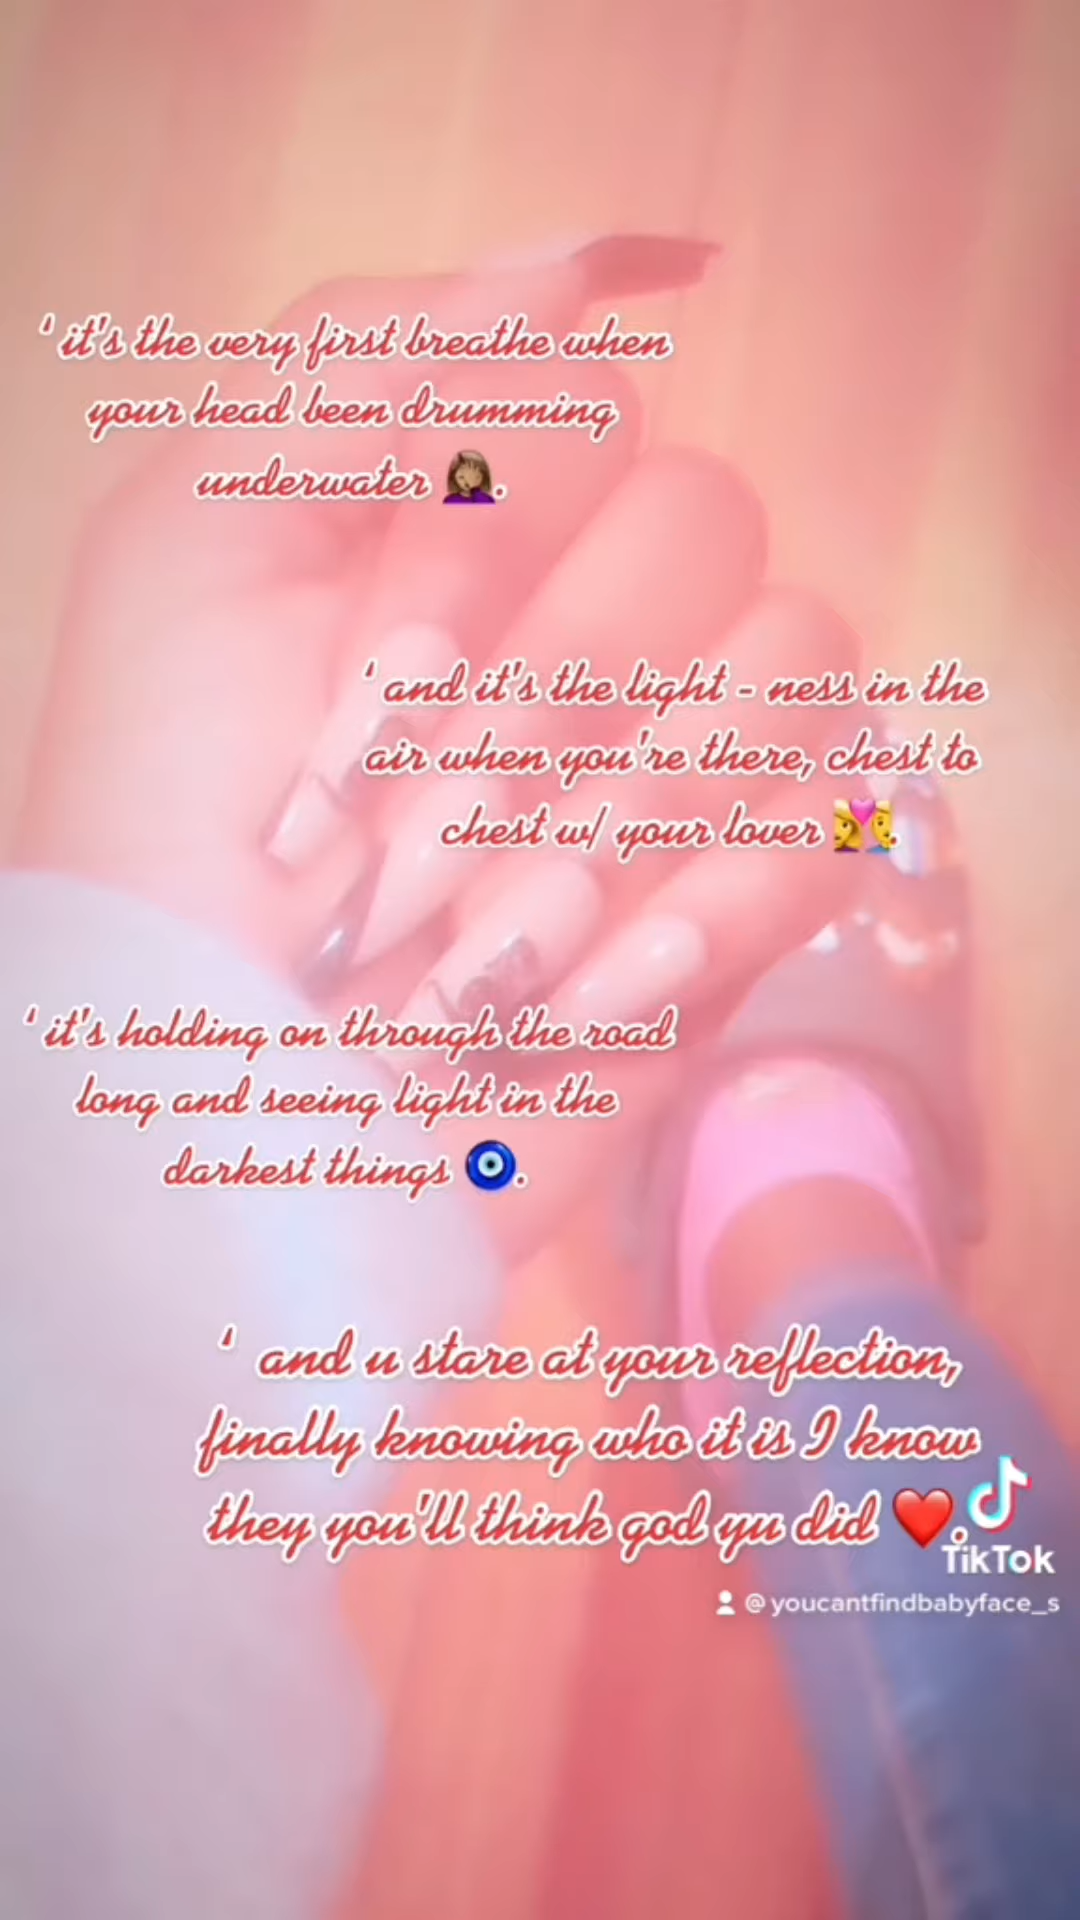 ‘ it's the very first breathe when
your head been drumming
underwater 🤦🏽‍♀️.
‘ and it's the light - ness in the
air when you're there, chest to
chest w/ your lover 👩‍❤️‍👨.
‘ it's holding on through the road
long and seeing light in the
darkest things 🧿.
‘ and u stare at your reflection,
finally knowing who it is I know
they you'll think god yu did ❤️.
TikTok
@youcantfindbabyface_s